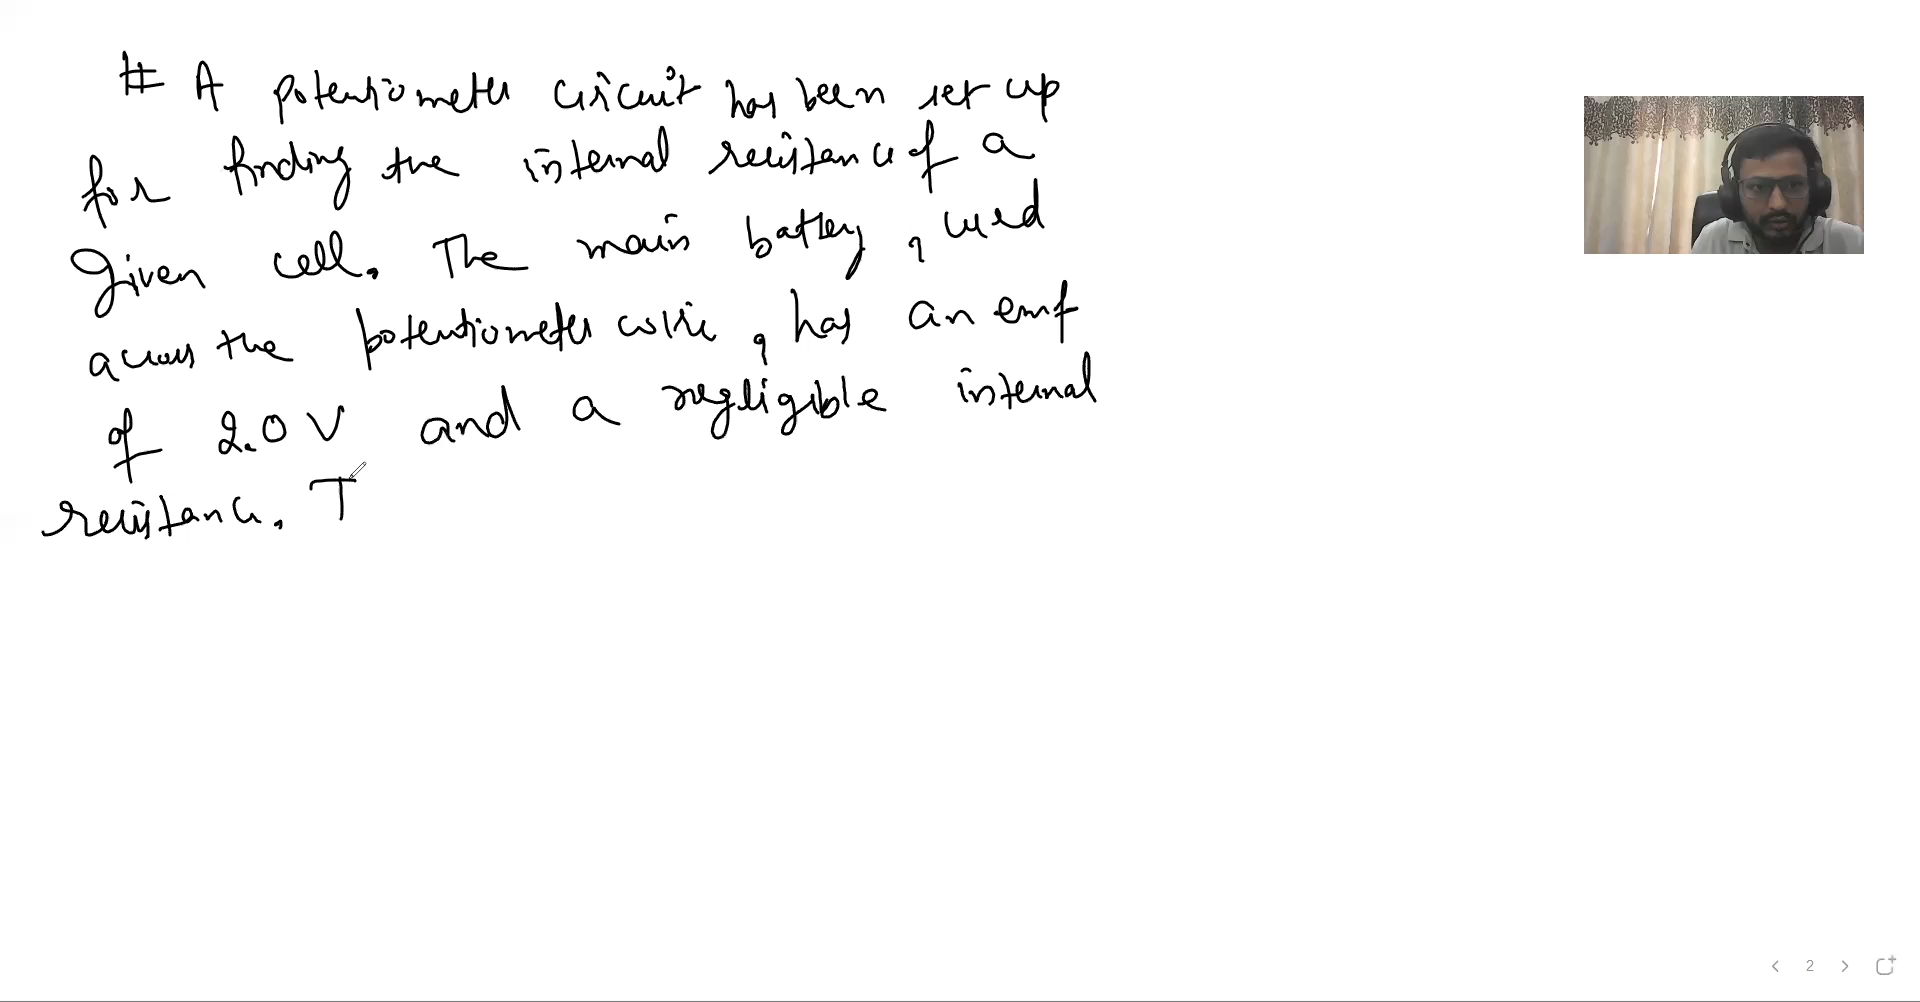 # A potentiometer circuit has been set up
for finding the internal resistance of a
given cell. The main battery, used
across the potentiometer wire, has an emf
of 2.0 V and a negligible internal
resistance. T
2